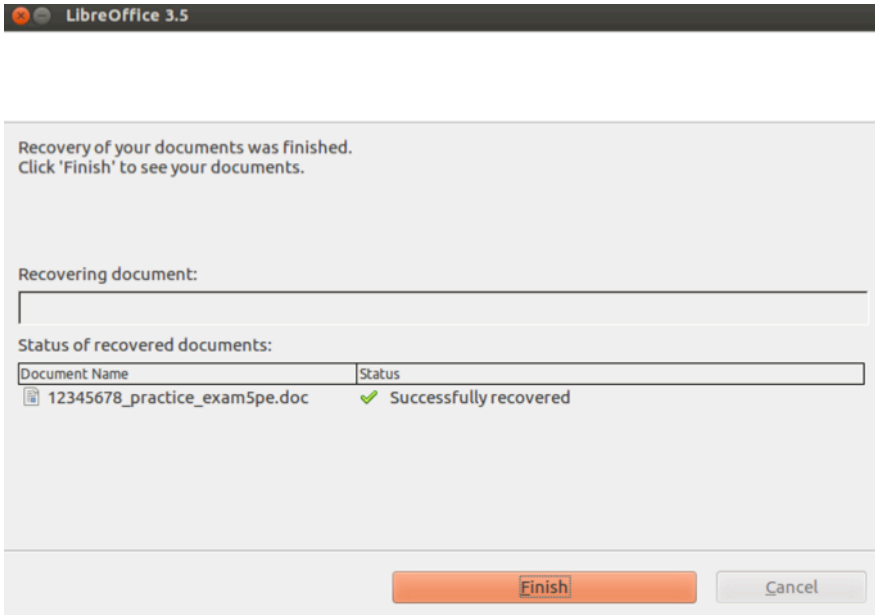 LibreOffice 3.5
Recovery of your documents was finished.
Click 'Finish' to see your documents.
Recovering document:
Status of recovered documents:
Document Name Status
12345678_practice_exam5pe.doc Successfully recovered
Finish Cancel